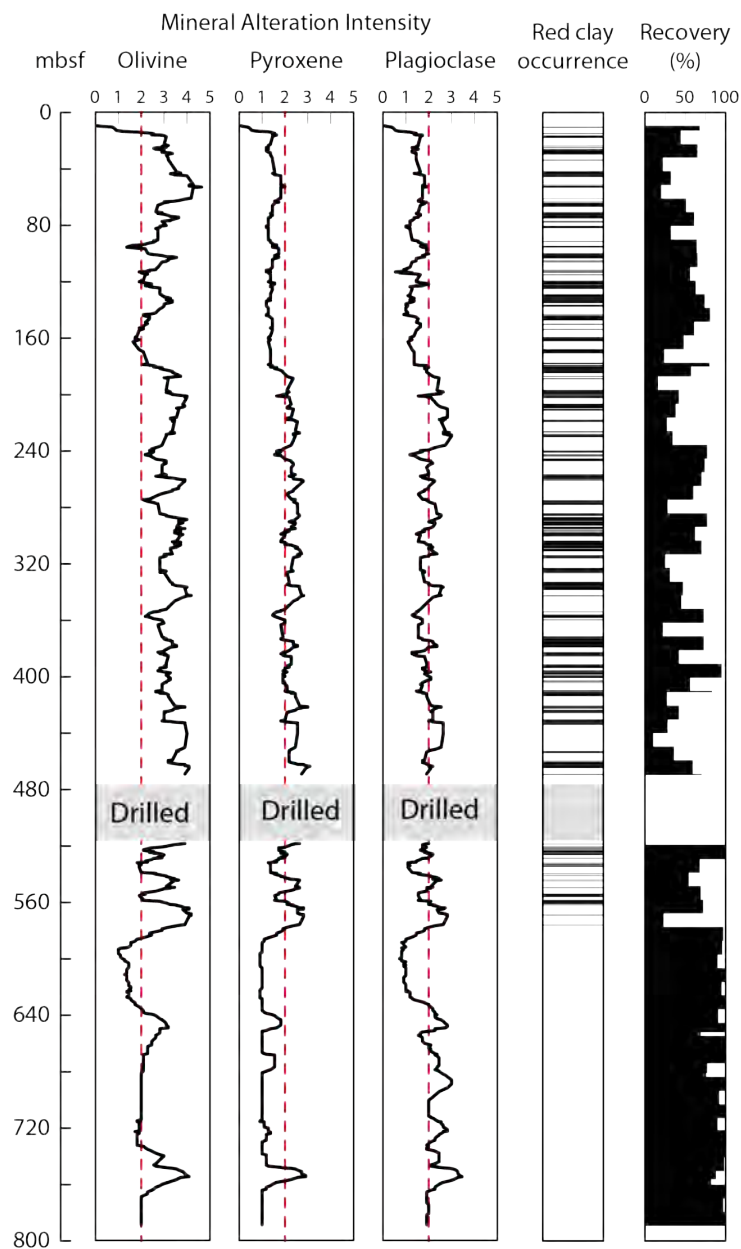 Mineral Alteration Intensity
Red clay occurrence
Recovery (%)
mbsf Olivine Pyroxene Plagioclase
0 1 2 3 4 5 0 1 2 3 4 5 0 1 2 3 4 5 0 50 100
0
80
160
240
320
400
480
Drilled Drilled Drilled
560
640
720
800